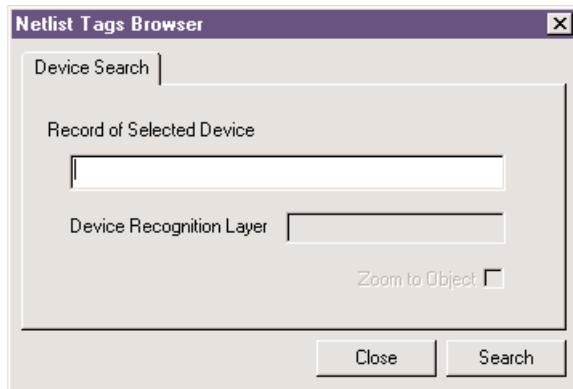 Netlist Tags Browser
Device Search
Record of Selected Device
Device Recognition Layer
Zoom to Object
Close Search